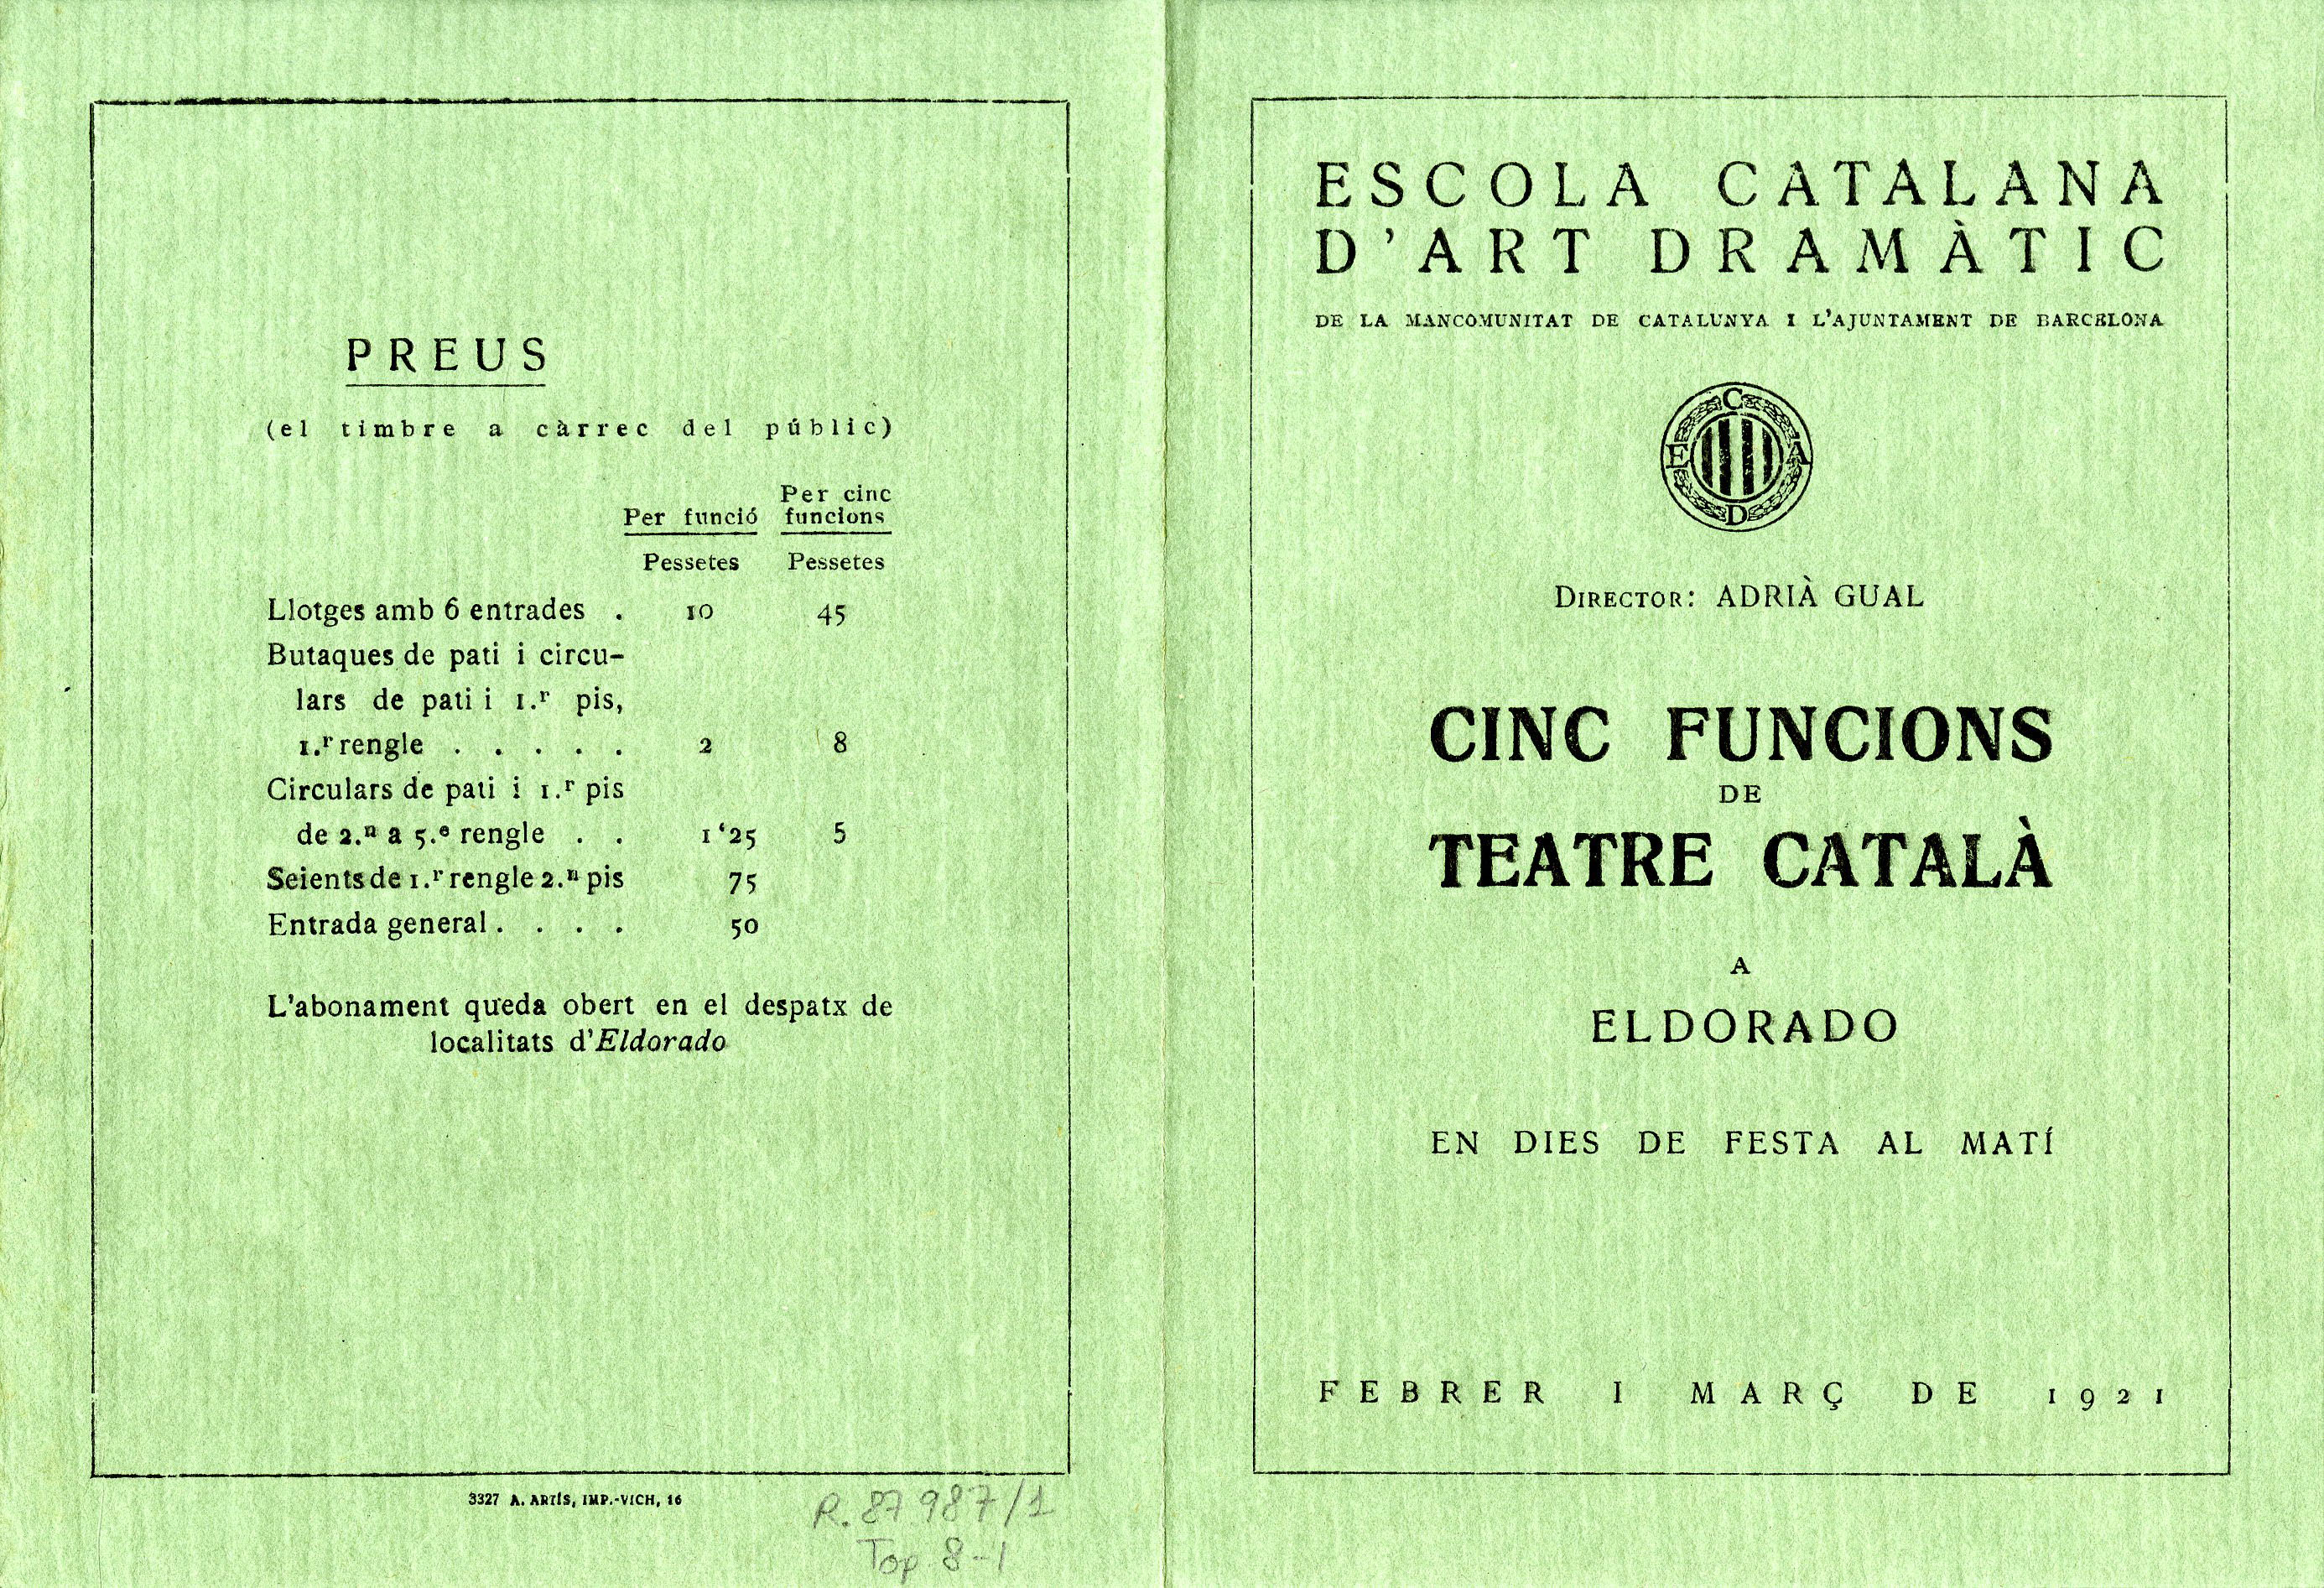 PREUS
(el timbre a càrrec del públic)
Per funció
Per cinc
funcions
Pessetes Pessetes
Llotges amb 6 entrades . 10 45
Butaques de pati i circu-
lars de pati i 1.r pis,
1.r rengle . . . . . 2 8
Circulars de pati i 1.r pis
de 2.n a 5.e rengle . . 1‘25 5
Seients de 1.r rengle 2.n pis 75
Entrada general . . . . 50
L'abonament queda obert en el despatx de
localitats d'Eldorado
3327 A. ARTÍS, IMP.-VICH, 16
R. 87.987/1
Top 8-1
ESCOLA CATALANA
D'ART DRAMÀTIC
DE LA MANCOMUNITAT DE CATALUNYA I L'AJUNTAMENT DE BARCELONA
E C A D
DIRECTOR: ADRIÀ GUAL
CINC FUNCIONS
DE
TEATRE CATALÀ
A
ELDORADO
EN DIES DE FESTA AL MATÍ
FEBRER I MARÇ DE 1921